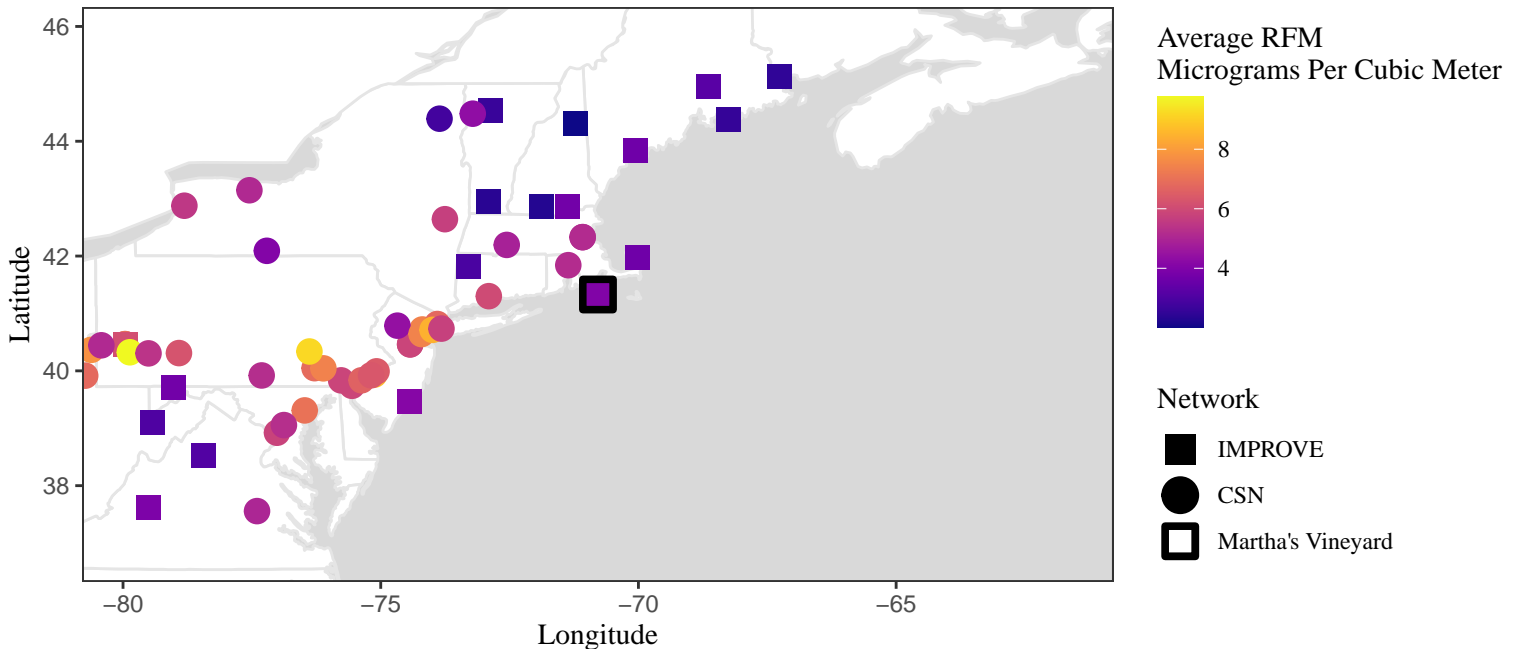 46
44
42
40
38
Latitude
−80
−75
−70
−65
Longitude
Average RFM
Micrograms Per Cubic Meter
8
6
4
Network
IMPROVE
CSN
Martha's Vineyard